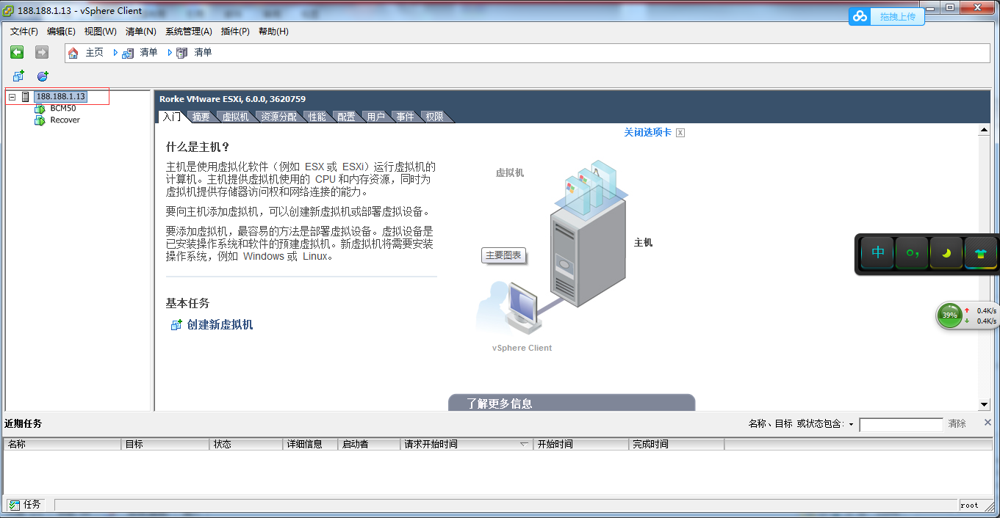 188.188.1.13 - vSphere Client
拖拽上传
文件(F) 编辑(E) 视图(W) 清单(N) 系统管理(A) 插件(P) 帮助(H)
主页 清单 清单
188.188.1.13
BCM50
Recover
Rorke VMware ESXi, 6.0.0, 3620759
入门 摘要 虚拟机 资源分配 性能 配置 用户 事件 权限
关闭选项卡
什么是主机？
主机是使用虚拟化软件（例如 ESX 或 ESXi）运行虚拟机的
计算机。主机提供虚拟机使用的 CPU 和内存资源，同时为
虚拟机提供存储器访问权和网络连接的能力。
要向主机添加虚拟机，可以创建新虚拟机或部署虚拟设备。
要添加虚拟机，最容易的方法是部署虚拟设备。虚拟设备是
已安装操作系统和软件的预建虚拟机。新虚拟机将需要安装
操作系统，例如 Windows 或 Linux。
基本任务
创建新虚拟机
虚拟机
主机
主要图表
vSphere Client
了解更多信息
中
39%
0.4K/s
0.4K/s
近期任务
名称、目标 或状态包含:
清除
名称 目标 状态 详细信息 启动者 请求开始时间 开始时间 完成时间
任务
root